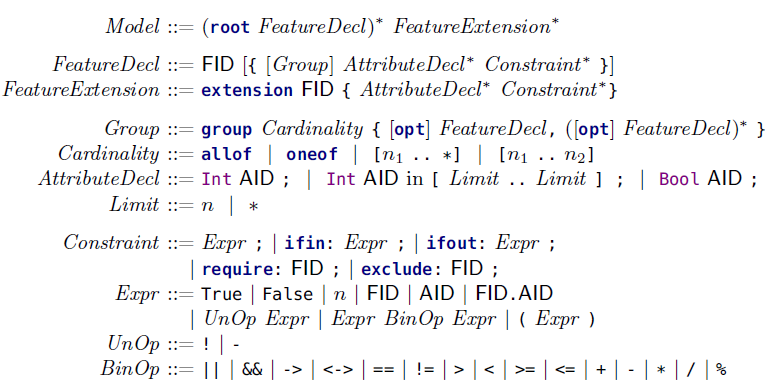 Model ::= (root FeatureDecl)* FeatureExtension*
FeatureDecl ::= FID [{ [Group] AttributeDecl* Constraint* }]
FeatureExtension ::= extension FID { AttributeDecl* Constraint*}
Group ::= group Cardinality { [opt] FeatureDecl, ([opt] FeatureDecl)* }
Cardinality ::= allof | oneof | [n₁ .. *] | [n₁ .. n₂]
AttributeDecl ::= Int AID ; | Int AID in [ Limit .. Limit ] ; | Bool AID ;
Limit ::= n | *
Constraint ::= Expr ; | ifin: Expr ; | ifout: Expr ;
| require: FID ; | exclude: FID ;
Expr ::= True | False | n | FID | AID | FID.AID
| UnOp Expr | Expr BinOp Expr | ( Expr )
UnOp ::= ! | -
BinOp ::= || | && | -> | <-> | == | != | > | < | >= | <= | + | - | * | / | %